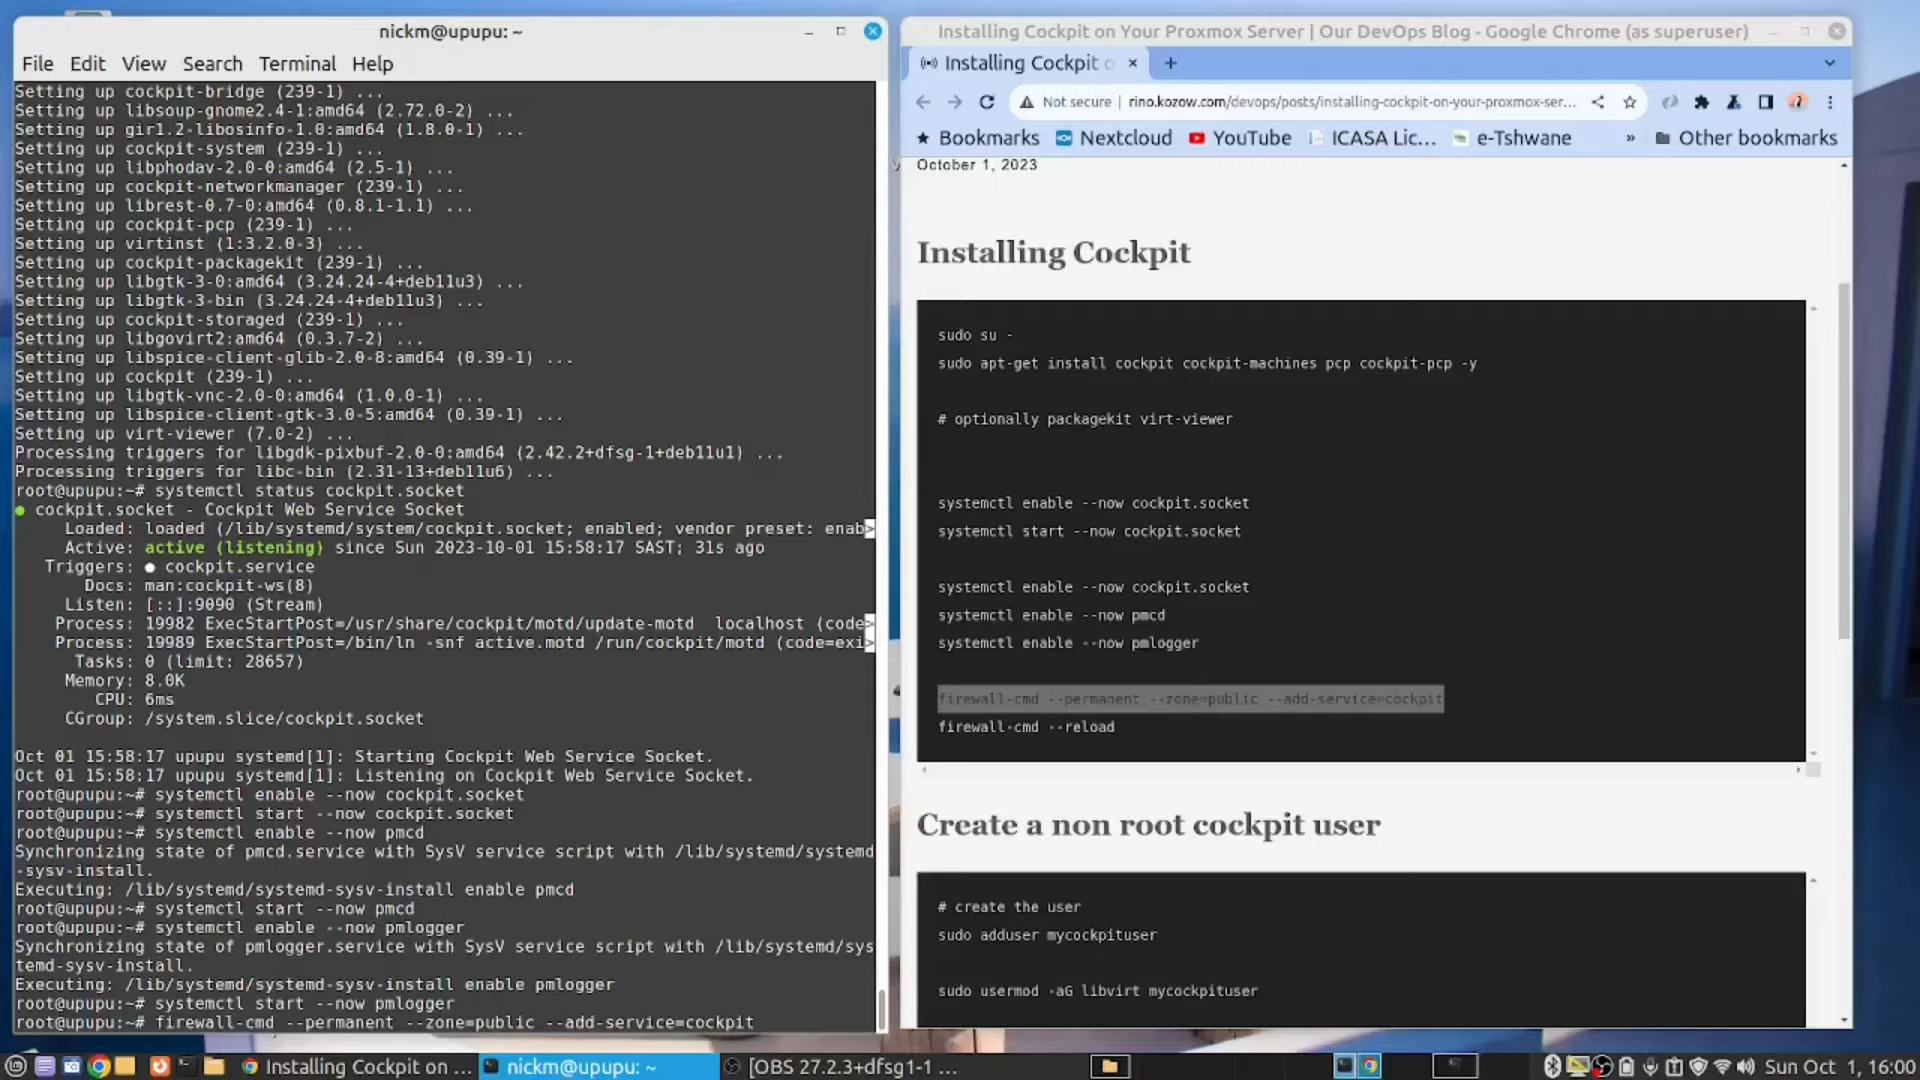 nickm@upupu: ~
File Edit View Search Terminal Help
Setting up cockpit-bridge (239-1) ...
Setting up libsoup-gnome2.4-1:amd64 (2.72.0-2) ...
Setting up gir1.2-libosinfo-1.0:amd64 (1.8.0-1) ...
Setting up cockpit-system (239-1) ...
Setting up libphodav-2.0-0:amd64 (2.5-1) ...
Setting up cockpit-networkmanager (239-1) ...
Setting up librest-0.7-0:amd64 (0.8.1-1.1) ...
Setting up cockpit-pcp (239-1) ...
Setting up virtinst (1:3.2.0-3) ...
Setting up cockpit-packagekit (239-1) ...
Setting up libgtk-3-0:amd64 (3.24.24-4+deb11u3) ...
Setting up libgtk-3-bin (3.24.24-4+deb11u3) ...
Setting up cockpit-storaged (239-1) ...
Setting up libgovirt2:amd64 (0.3.7-2) ...
Setting up libspice-client-glib-2.0-8:amd64 (0.39-1) ...
Setting up cockpit (239-1) ...
Setting up libgtk-vnc-2.0-0:amd64 (1.0.0-1) ...
Setting up libspice-client-gtk-3.0-5:amd64 (0.39-1) ...
Setting up virt-viewer (7.0-2) ...
Processing triggers for libgdk-pixbuf-2.0-0:amd64 (2.42.2+dfsg-1+deb11u1) ...
Processing triggers for libc-bin (2.31-13+deb11u6) ...
root@upupu:~# systemctl status cockpit.socket
● cockpit.socket - Cockpit Web Service Socket
Loaded: loaded (/lib/systemd/system/cockpit.socket; enabled; vendor preset: enab>
Active: active (listening) since Sun 2023-10-01 15:58:17 SAST; 31s ago
Triggers: ● cockpit.service
Docs: man:cockpit-ws(8)
Listen: [::]:9090 (Stream)
Process: 19982 ExecStartPost=/usr/share/cockpit/motd/update-motd  localhost (code>
Process: 19989 ExecStartPost=/bin/ln -snf active.motd /run/cockpit/motd (code=exi>
Tasks: 0 (limit: 28657)
Memory: 8.0K
CPU: 6ms
CGroup: /system.slice/cockpit.socket
Oct 01 15:58:17 upupu systemd[1]: Starting Cockpit Web Service Socket.
Oct 01 15:58:17 upupu systemd[1]: Listening on Cockpit Web Service Socket.
root@upupu:~# systemctl enable --now cockpit.socket
root@upupu:~# systemctl start --now cockpit.socket
root@upupu:~# systemctl enable --now pmcd
Synchronizing state of pmcd.service with SysV service script with /lib/systemd/systemd
-sysv-install.
Executing: /lib/systemd/systemd-sysv-install enable pmcd
root@upupu:~# systemctl start --now pmcd
root@upupu:~# systemctl enable --now pmlogger
Synchronizing state of pmlogger.service with SysV service script with /lib/systemd/sys
temd-sysv-install.
Executing: /lib/systemd/systemd-sysv-install enable pmlogger
root@upupu:~# systemctl start --now pmlogger
root@upupu:~# firewall-cmd --permanent --zone=public --add-service=cockpit
Installing Cockpit on Your Proxmox Server | Our DevOps Blog - Google Chrome (as superuser)
Installing Cockpit o
Not secure | rino.kozow.com/devops/posts/installing-cockpit-on-your-proxmox-ser...
Bookmarks Nextcloud YouTube ICASA Lic... e-Tshwane » Other bookmarks
October 1, 2023
Installing Cockpit
sudo su -
sudo apt-get install cockpit cockpit-machines pcp cockpit-pcp -y
# optionally packagekit virt-viewer
systemctl enable --now cockpit.socket
systemctl start --now cockpit.socket
systemctl enable --now cockpit.socket
systemctl enable --now pmcd
systemctl enable --now pmlogger
firewall-cmd --permanent --zone=public --add-service=cockpit
firewall-cmd --reload
Create a non root cockpit user
# create the user
sudo adduser mycockpituser
sudo usermod -aG libvirt mycockpituser
Installing Cockpit on ... nickm@upupu: ~ [OBS 27.2.3+dfsg1-1 ... Sun Oct 1, 16:00